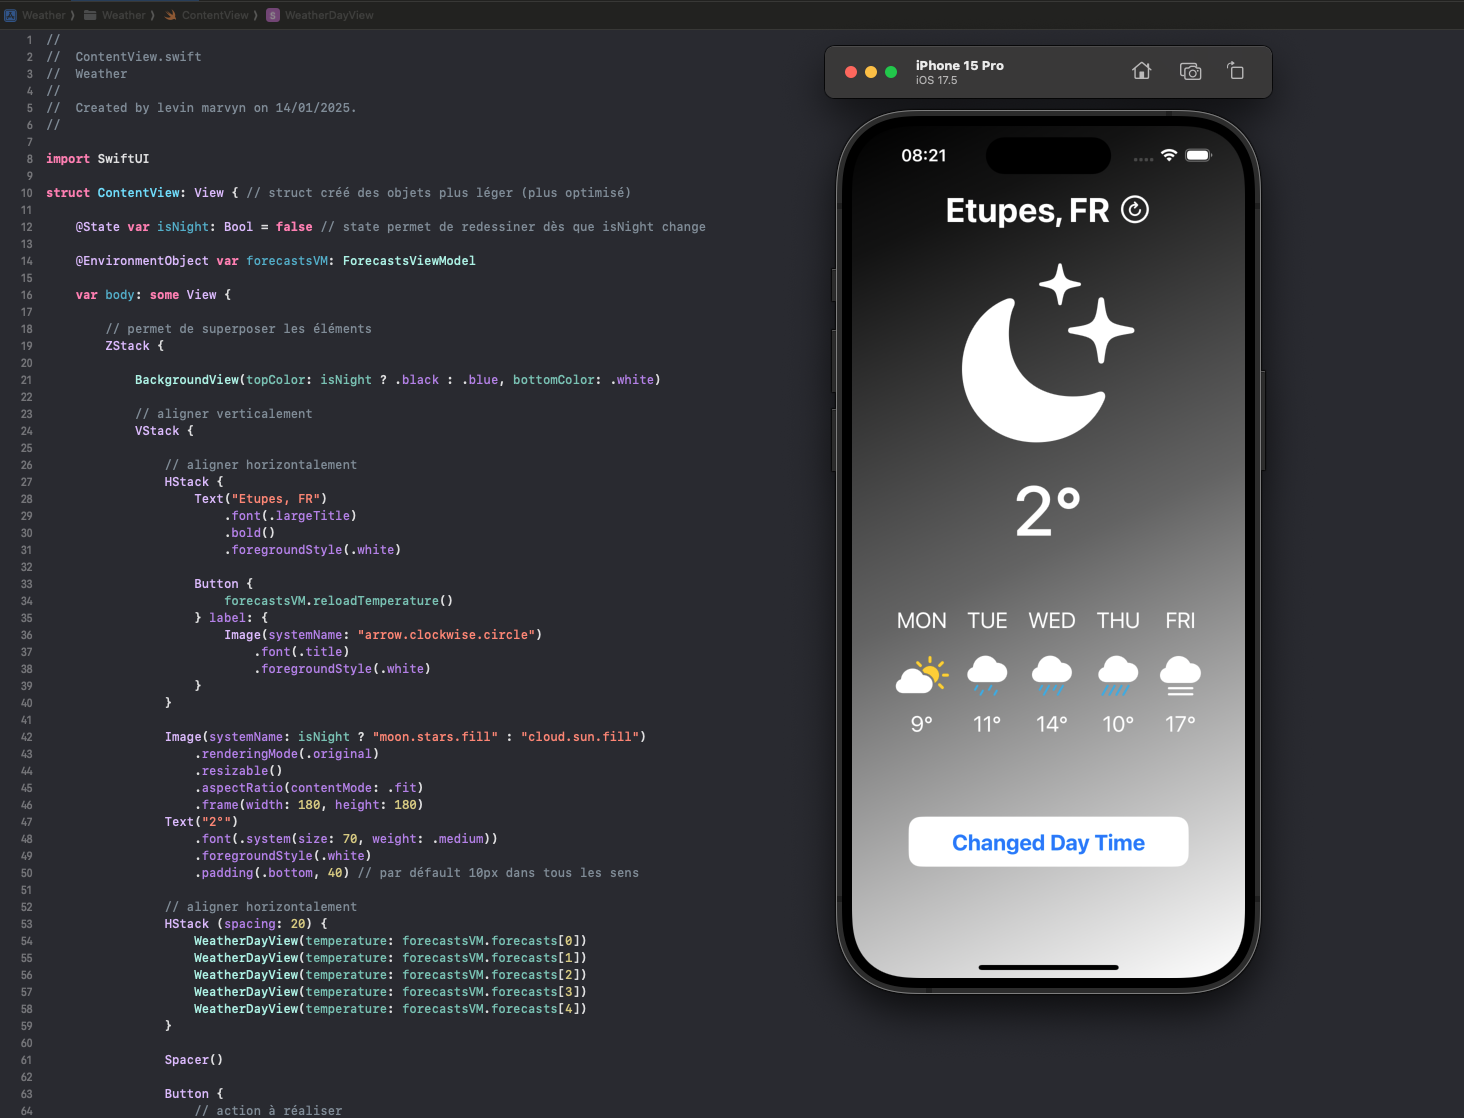 Weather ⟩ Weather ⟩ ContentView ⟩ S WeatherDayView
1 //
2 //  ContentView.swift
3 //  Weather
4 //
5 //  Created by levin marvyn on 14/01/2025.
6 //
7
8 import SwiftUI
9
10 struct ContentView: View { // struct créé des objets plus léger (plus optimisé)
11
12     @State var isNight: Bool = false // state permet de redessiner dès que isNight change
13
14     @EnvironmentObject var forecastsVM: ForecastsViewModel
15
16     var body: some View {
17
18         // permet de superposer les éléments
19         ZStack {
20
21             BackgroundView(topColor: isNight ? .black : .blue, bottomColor: .white)
22
23             // aligner verticalement
24             VStack {
25
26                 // aligner horizontalement
27                 HStack {
28                     Text("Etupes, FR")
29                         .font(.largeTitle)
30                         .bold()
31                         .foregroundStyle(.white)
32
33                     Button {
34                         forecastsVM.reloadTemperature()
35                     } label: {
36                         Image(systemName: "arrow.clockwise.circle")
37                             .font(.title)
38                             .foregroundStyle(.white)
39                     }
40                 }
41
42                 Image(systemName: isNight ? "moon.stars.fill" : "cloud.sun.fill")
43                     .renderingMode(.original)
44                     .resizable()
45                     .aspectRatio(contentMode: .fit)
46                     .frame(width: 180, height: 180)
47                 Text("2°")
48                     .font(.system(size: 70, weight: .medium))
49                     .foregroundStyle(.white)
50                     .padding(.bottom, 40) // par défault 10px dans tous les sens
51
52                 // aligner horizontalement
53                 HStack (spacing: 20) {
54                     WeatherDayView(temperature: forecastsVM.forecasts[0])
55                     WeatherDayView(temperature: forecastsVM.forecasts[1])
56                     WeatherDayView(temperature: forecastsVM.forecasts[2])
57                     WeatherDayView(temperature: forecastsVM.forecasts[3])
58                     WeatherDayView(temperature: forecastsVM.forecasts[4])
59                 }
60
61                 Spacer()
62
63                 Button {
64                     // action à réaliser
iPhone 15 Pro
iOS 17.5
08:21
Etupes, FR
2°
MON TUE WED THU FRI
9° 11° 14° 10° 17°
Changed Day Time